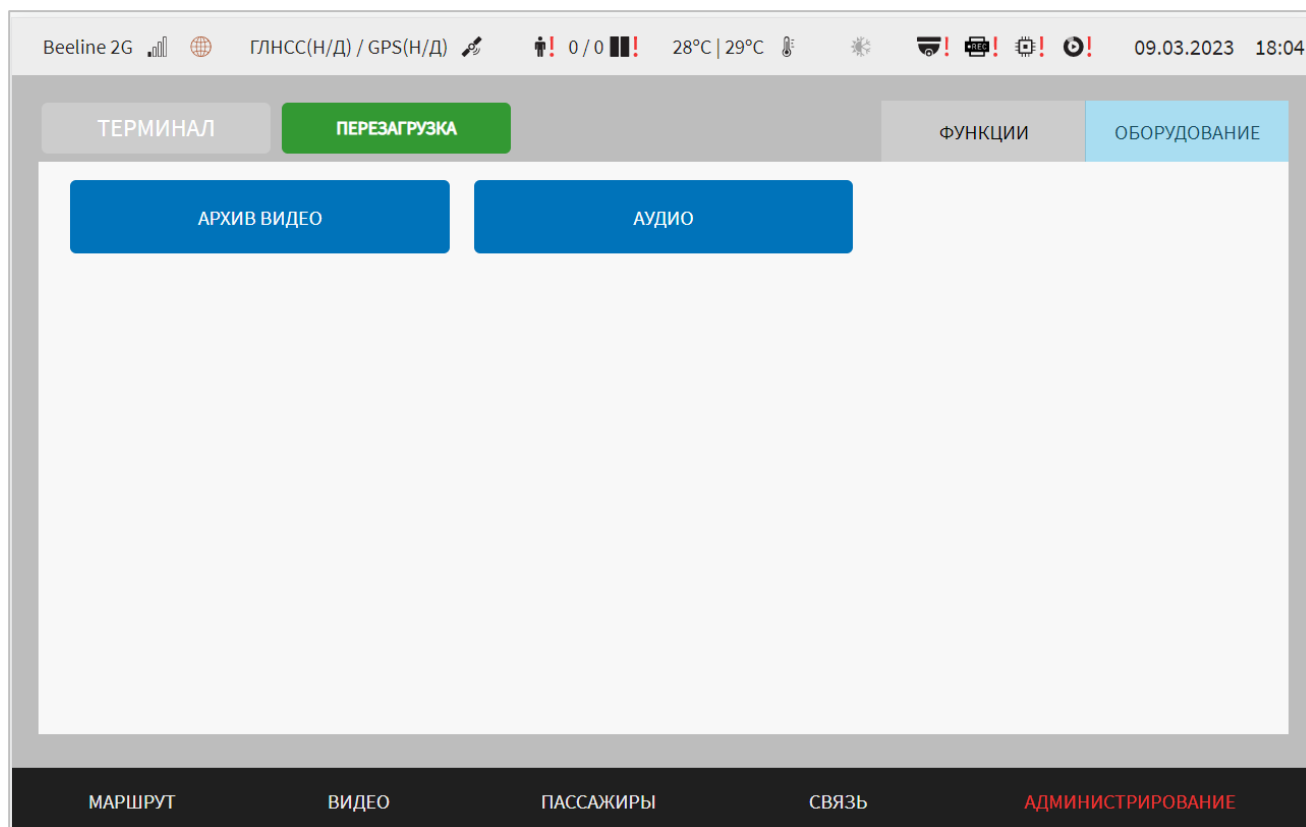 Beeline 2G ГЛНСС(Н/Д) / GPS(Н/Д) ! 0 / 0 ! 28°C | 29°C ! REC ! ! ! 09.03.2023 18:04
ТЕРМИНАЛ ПЕРЕЗАГРУЗКА ФУНКЦИИ ОБОРУДОВАНИЕ
АРХИВ ВИДЕО АУДИО
МАРШРУТ ВИДЕО ПАССАЖИРЫ СВЯЗЬ АДМИНИСТРИРОВАНИЕ